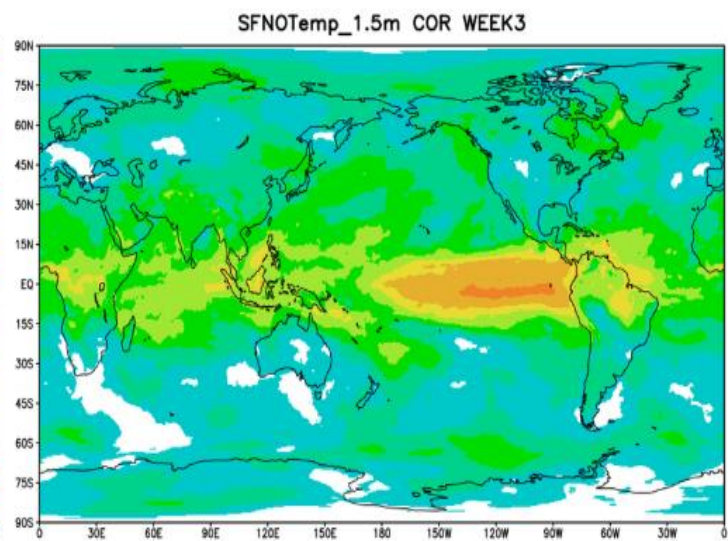 SFNOTemp_1.5m COR WEEK3
90N
75N
60N
45N
30N
15N
EQ
15S
30S
45S
60S
75S
90S
0 30E 60E 90E 120E 150E 180 150W 120W 90W 60W 30W 0